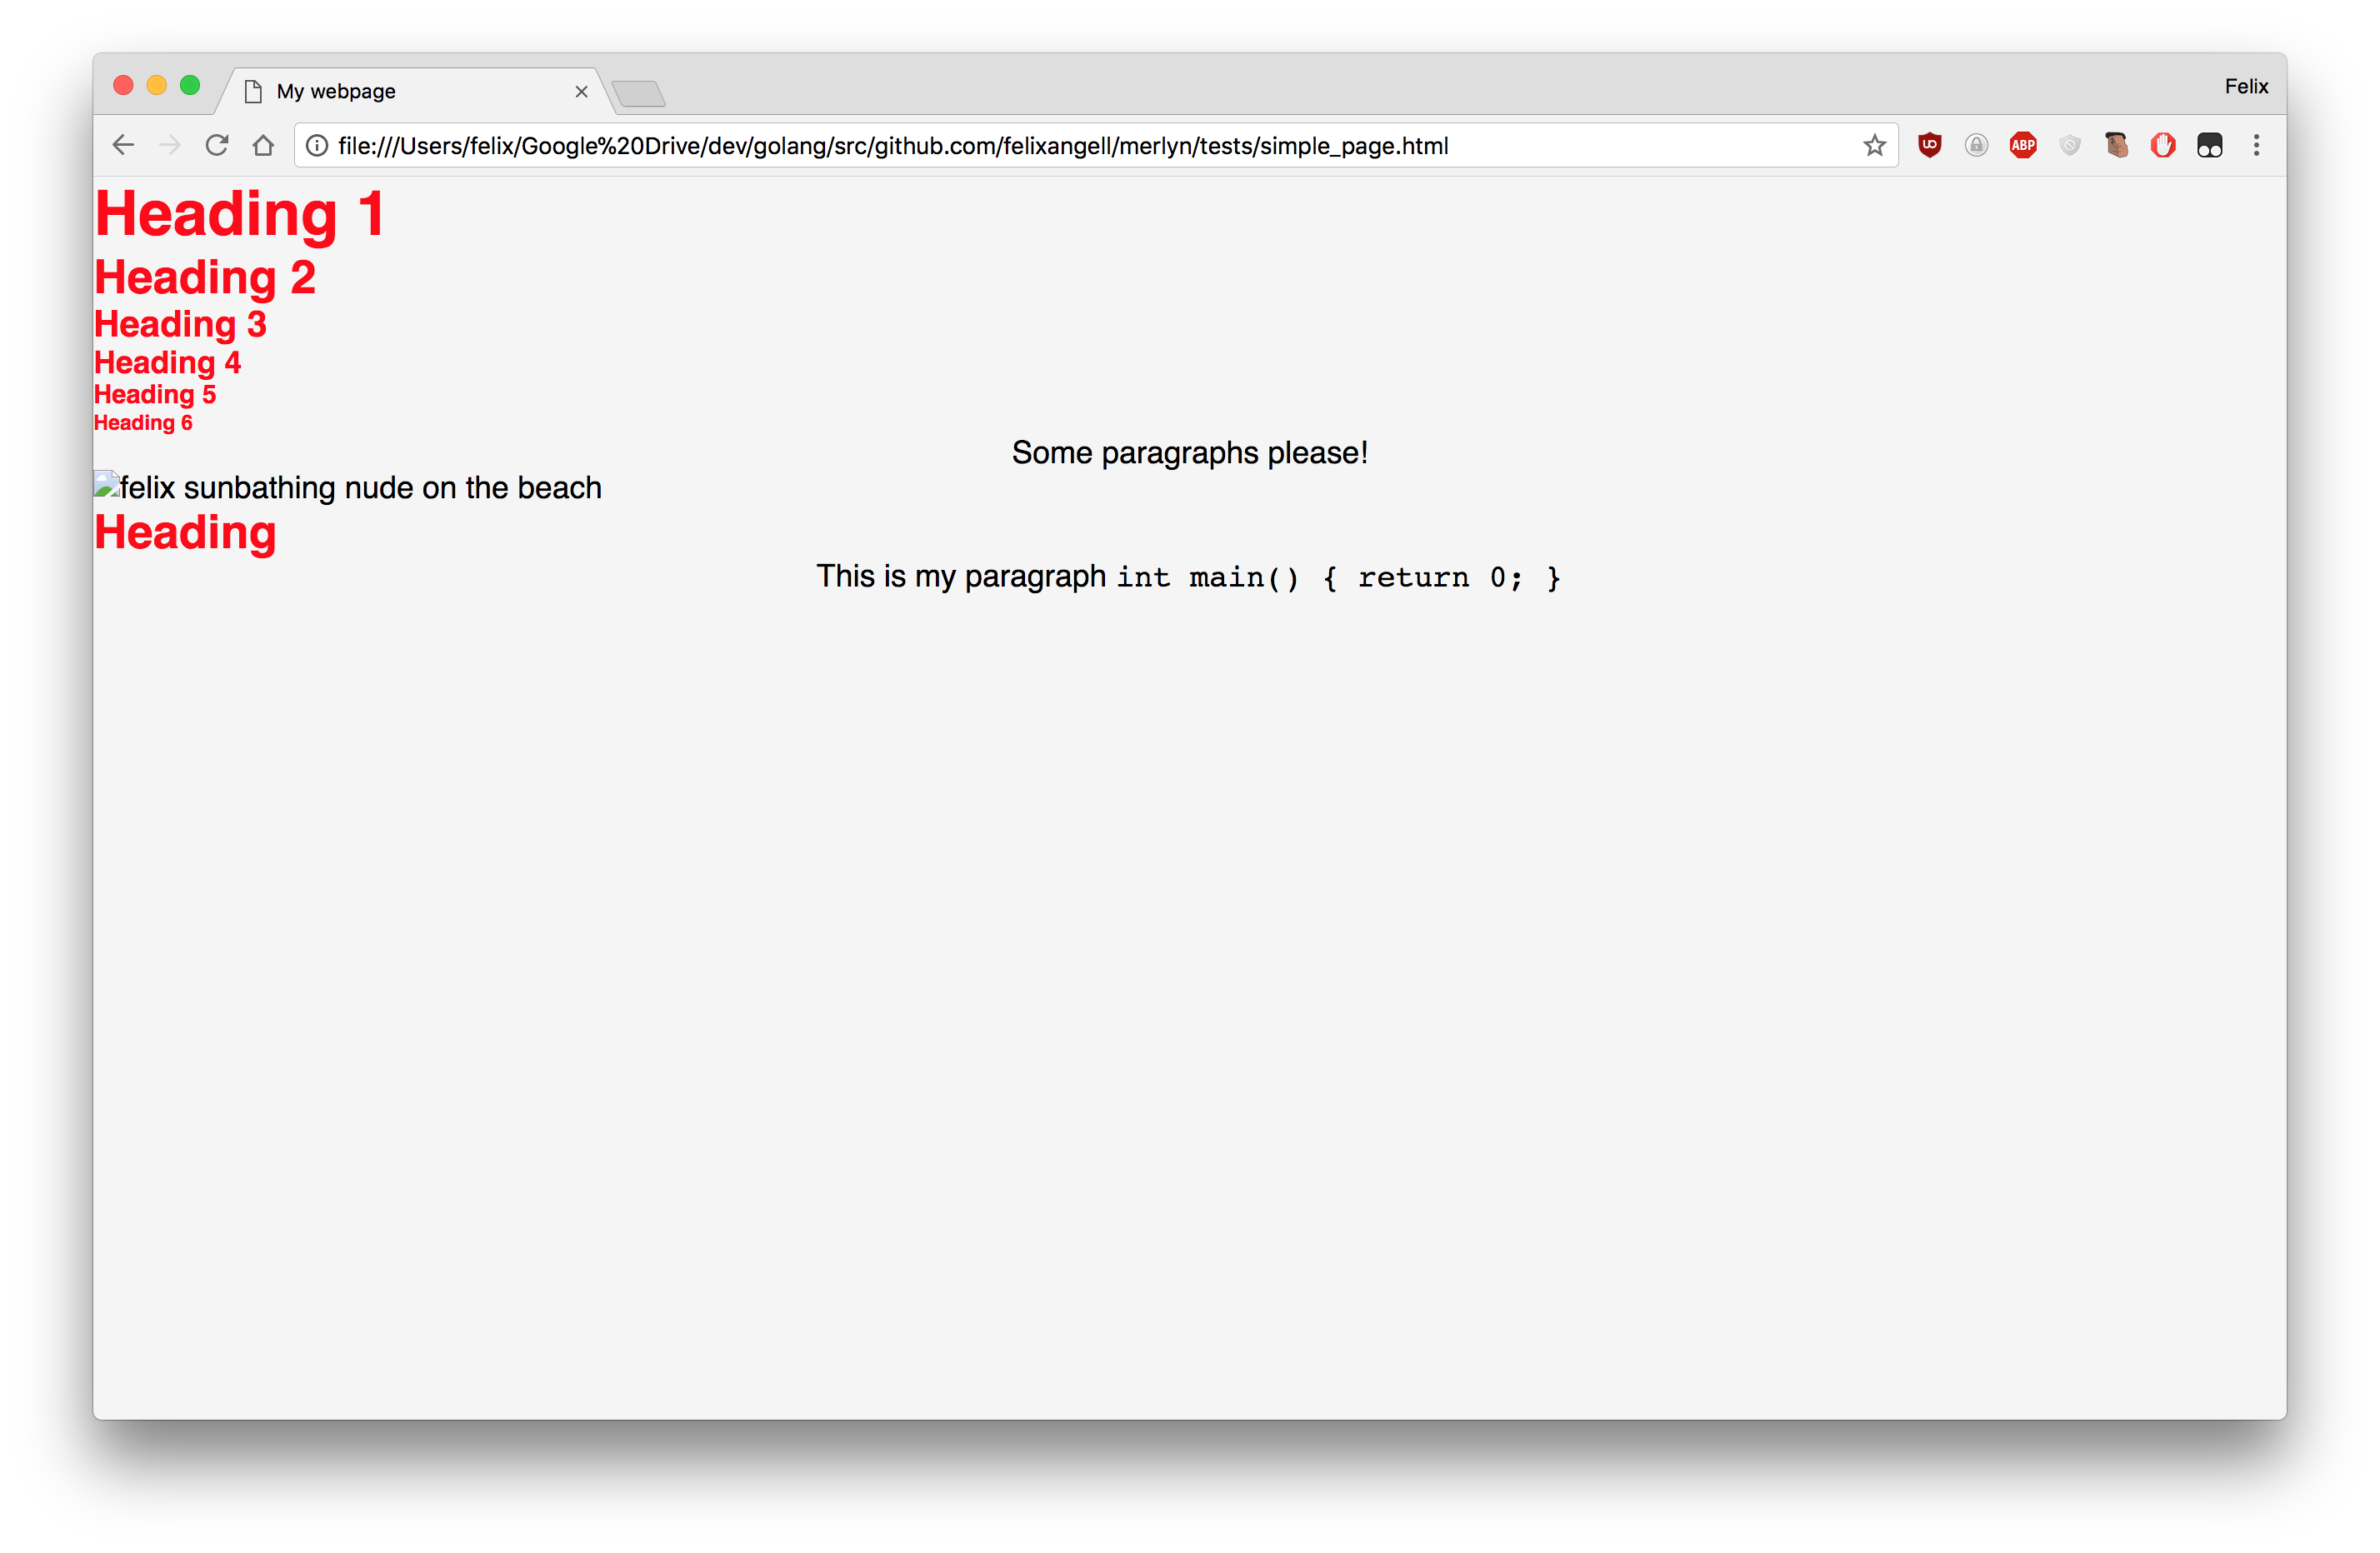 My webpage
Felix
file:///Users/felix/Google%20Drive/dev/golang/src/github.com/felixangell/merlyn/tests/simple_page.html
UO
ABP
Heading 1
Heading 2
Heading 3
Heading 4
Heading 5
Heading 6
Some paragraphs please!
felix sunbathing nude on the beach
Heading
This is my paragraph int main() { return 0; }